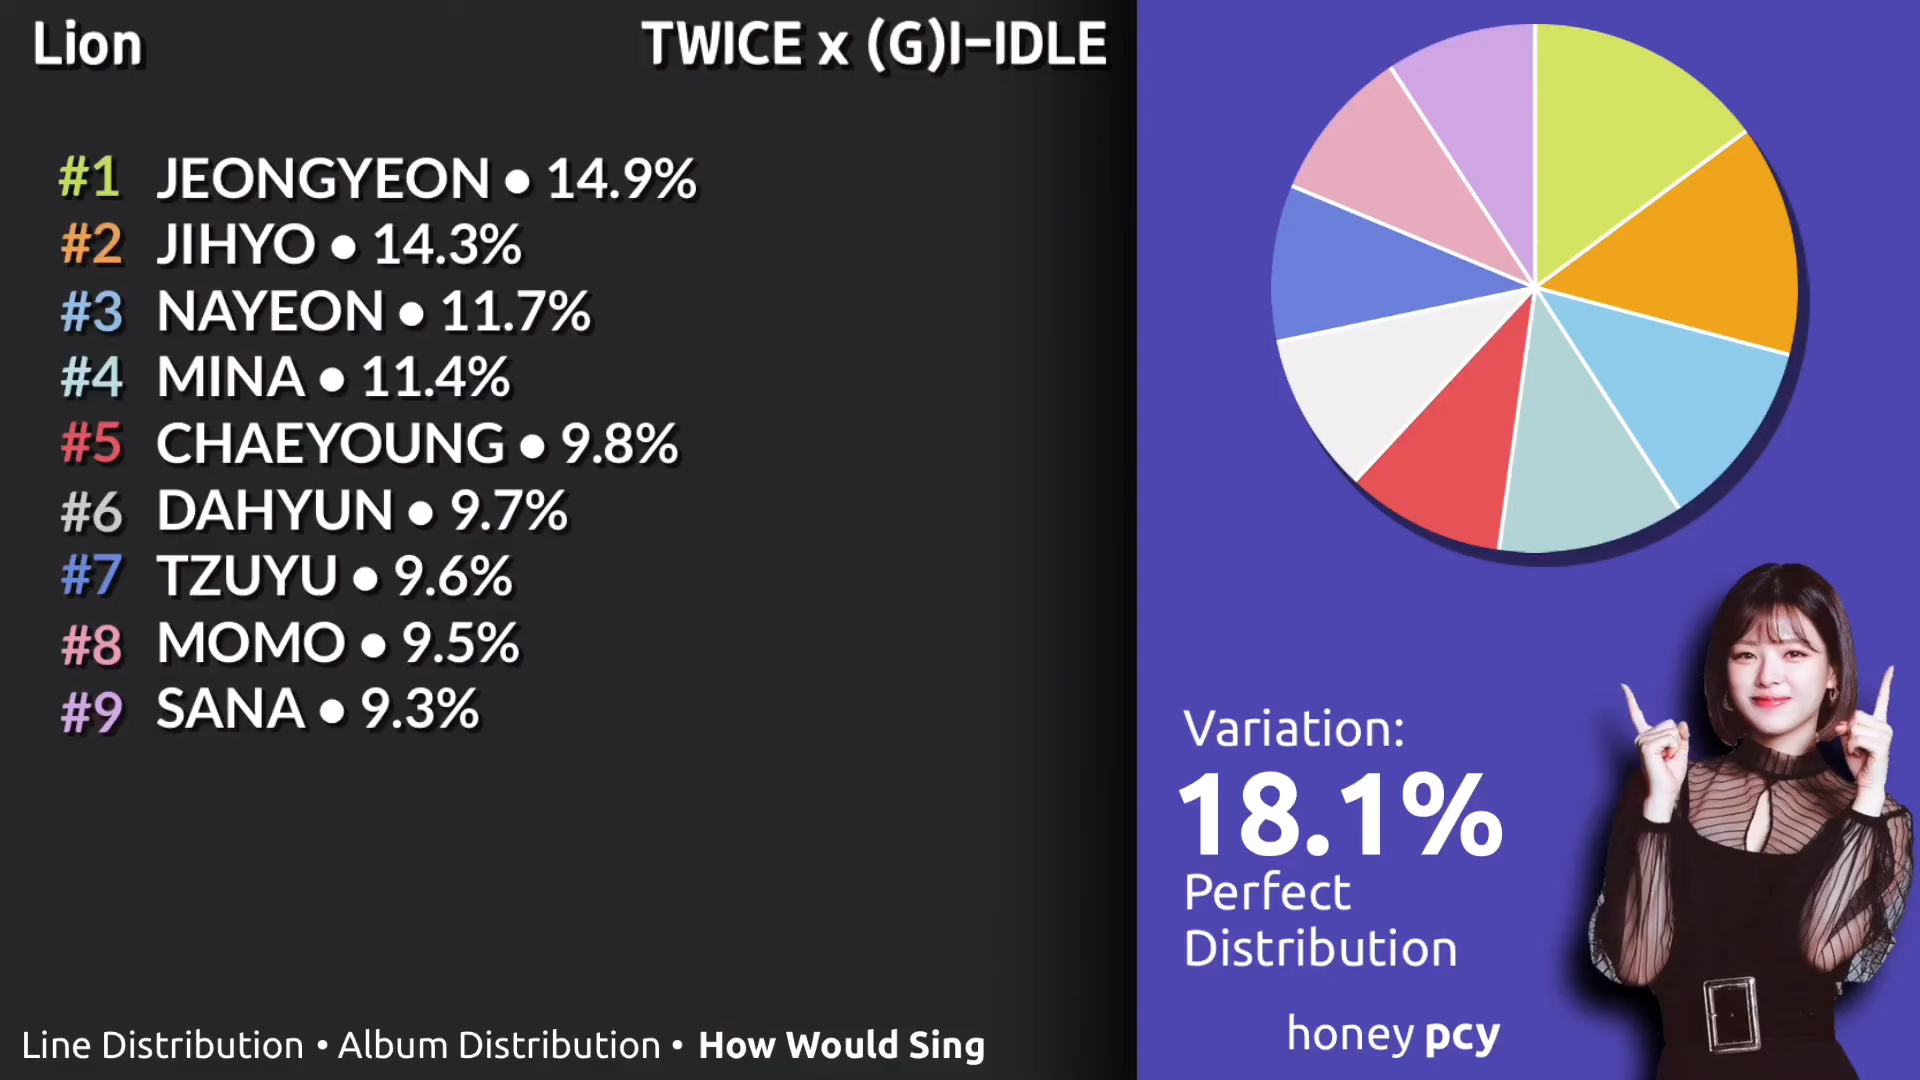 Lion
TWICE x (G)I-IDLE
#1 JEONGYEON • 14.9%
#2 JIHYO • 14.3%
#3 NAYEON • 11.7%
#4 MINA • 11.4%
#5 CHAEYOUNG • 9.8%
#6 DAHYUN • 9.7%
#7 TZUYU • 9.6%
#8 MOMO • 9.5%
#9 SANA • 9.3%
Variation:
18.1%
Perfect
Distribution
honey pcy
Line Distribution • Album Distribution • How Would Sing